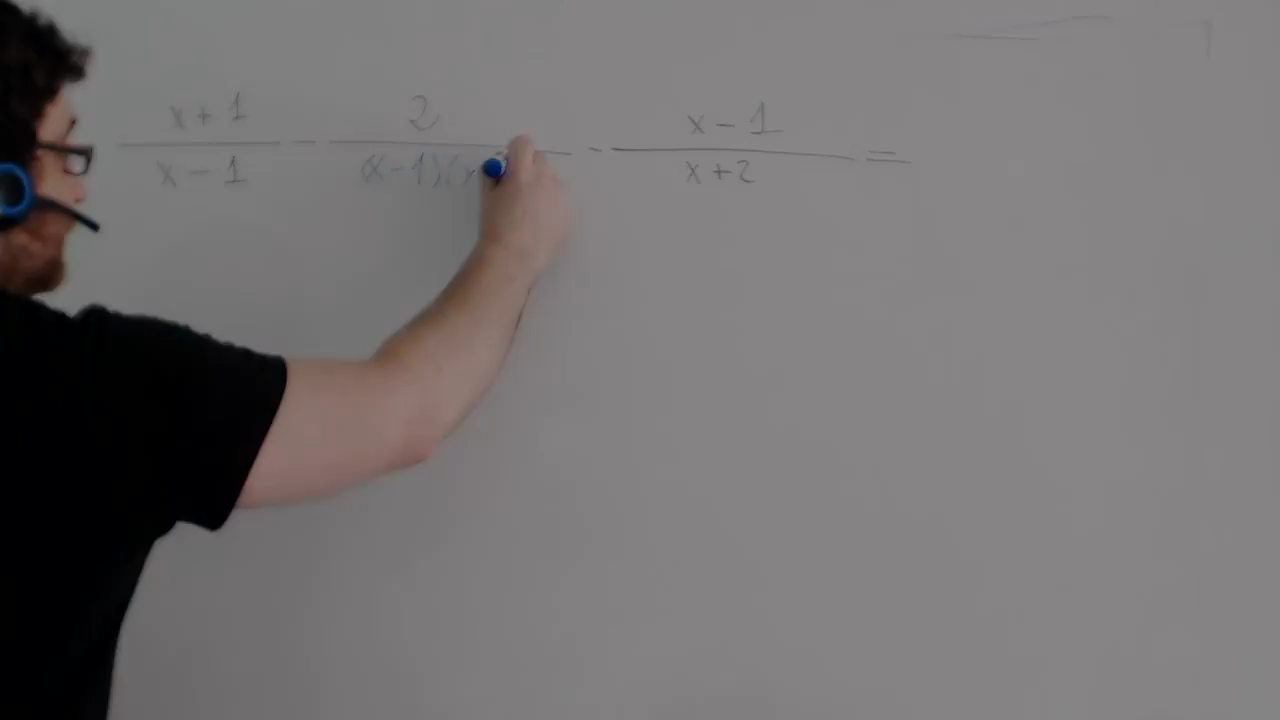 x + 1 / x - 1 - 2 / (x - 1)(x - x - 1 / x + 2 =